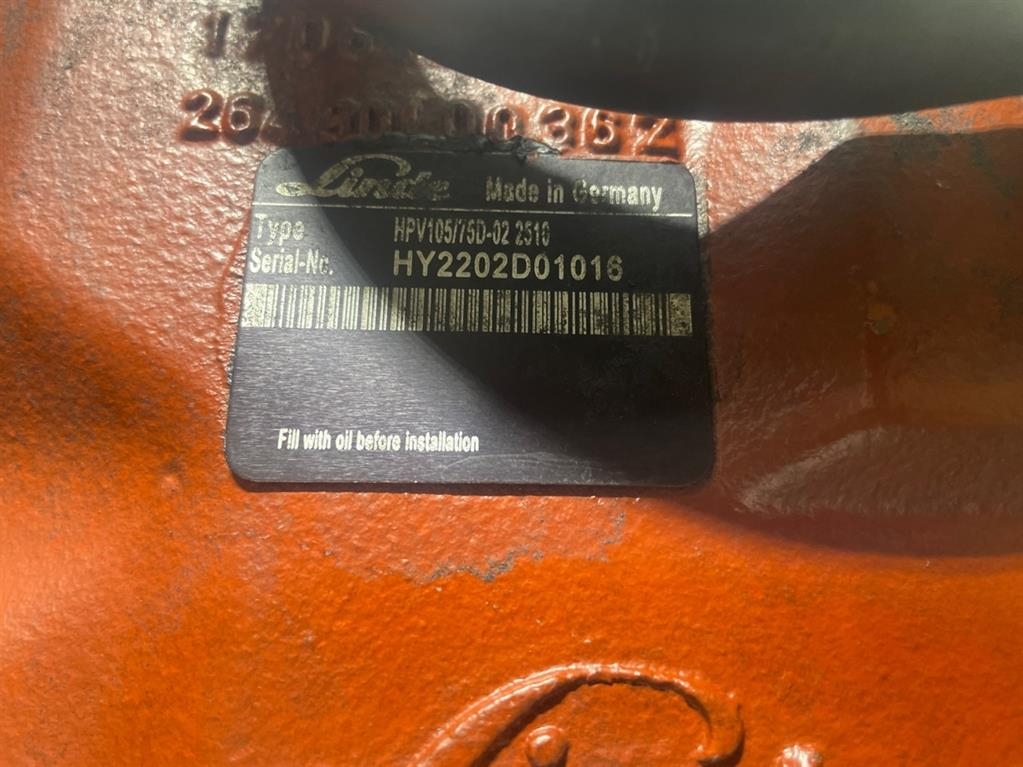 Linde Made in Germany
Type HPV105/75D-02 2510
Serial-No. HY2202D01016
Fill with oil before installation